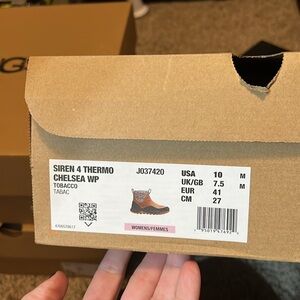 SIREN 4 THERMO
CHELSEA WP
TOBACCO
TABAC
J037420
USA 10 M
UK/GB 7.5 M
EUR 41
CM 27
WOMENS/FEMMES